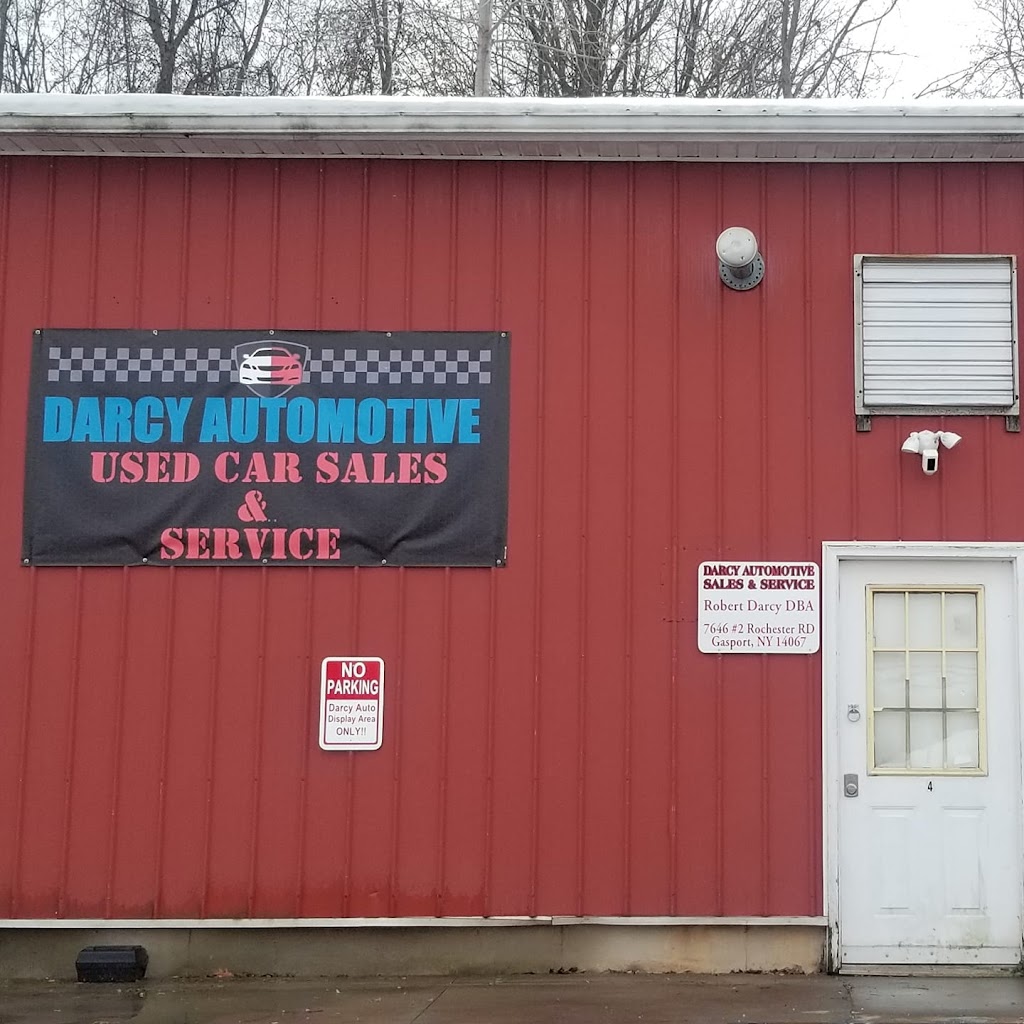 DARCY AUTOMOTIVE
USED CAR SALES
&
SERVICE
DARCY AUTOMOTIVE
SALES & SERVICE
Robert Darcy DBA
7646 #2 Rochester RD
Gasport, NY 14067
NO
PARKING
Darcy Auto
Display Area
ONLY!!
4